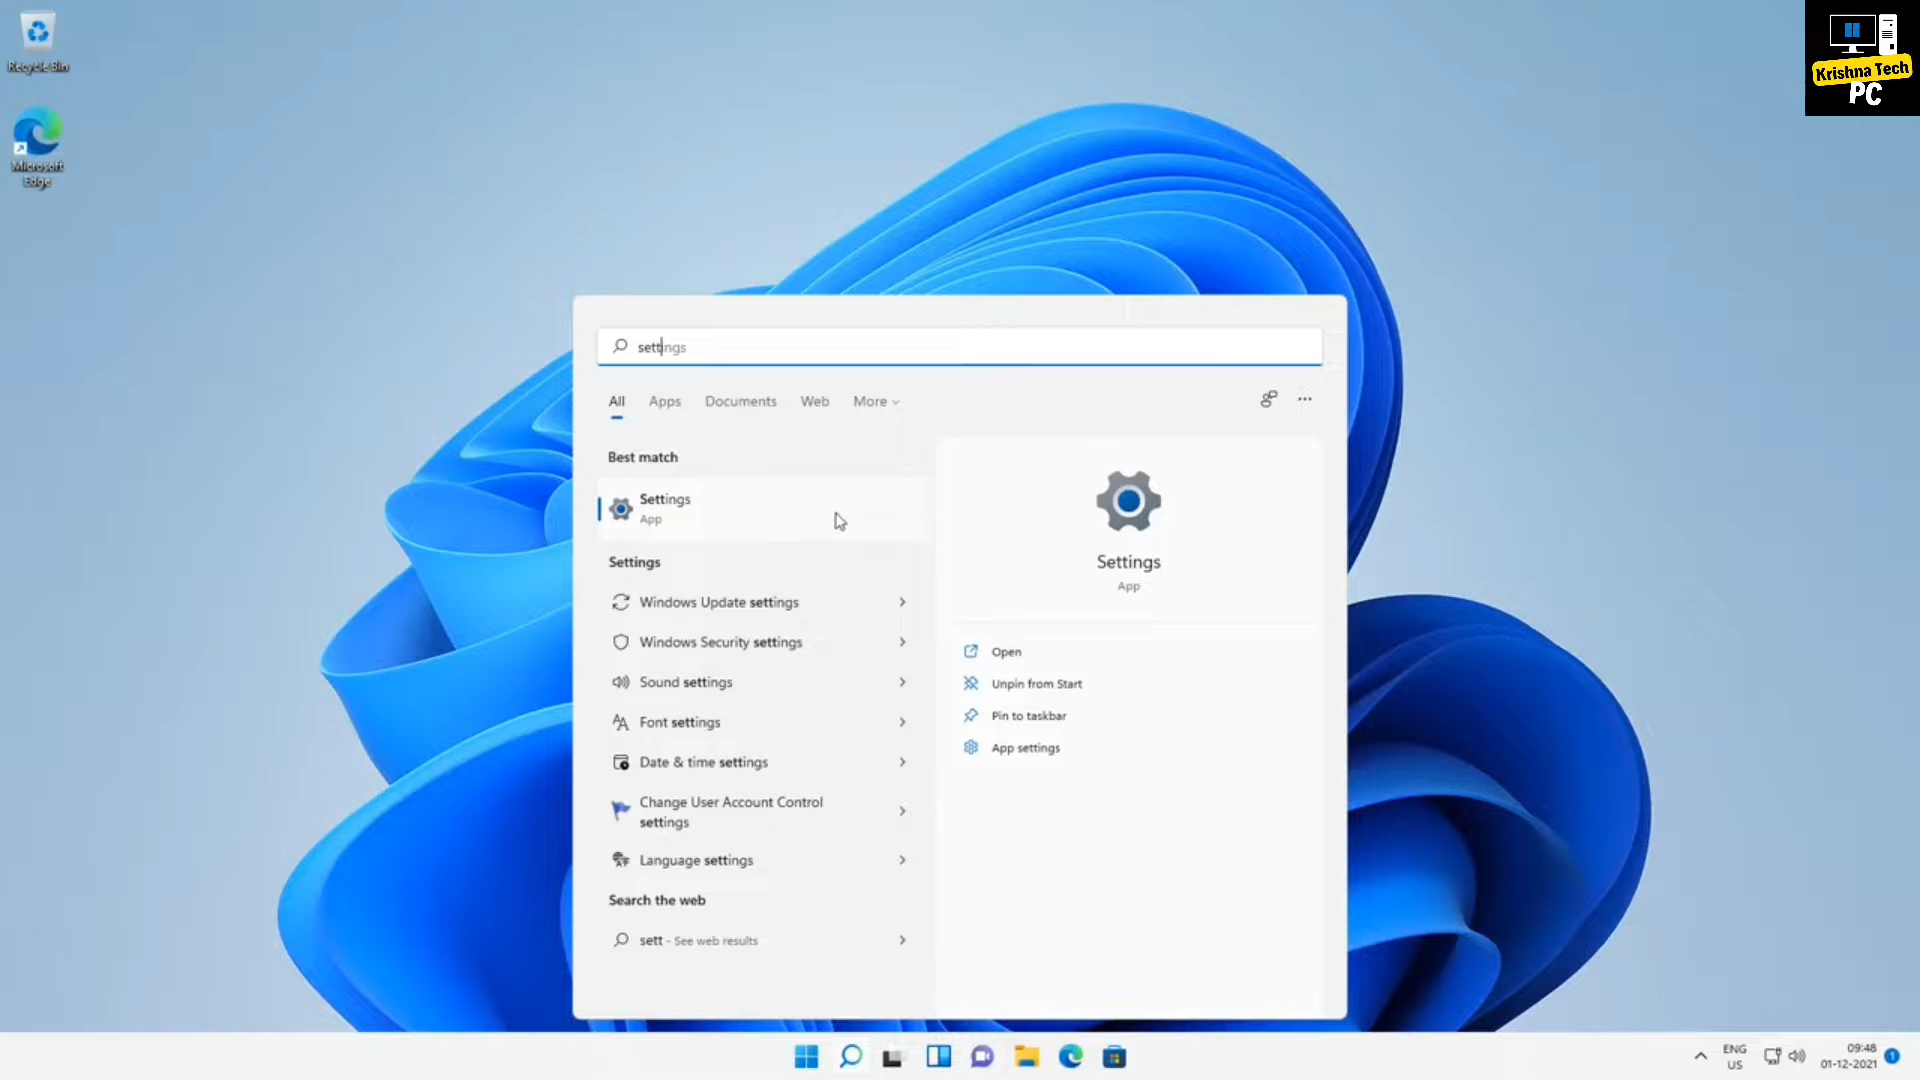 Recycle Bin
Microsoft
Edge
Krishna Tech
PC
settings
All
Apps
Documents
Web
More
Best match
Settings
App
Settings
Windows Update settings
Windows Security settings
Sound settings
Font settings
Date & time settings
Change User Account Control
settings
Language settings
Search the web
sett - See web results
Settings
App
Open
Unpin from Start
Pin to taskbar
App settings
ENG
US
09:48
01-12-2021
1